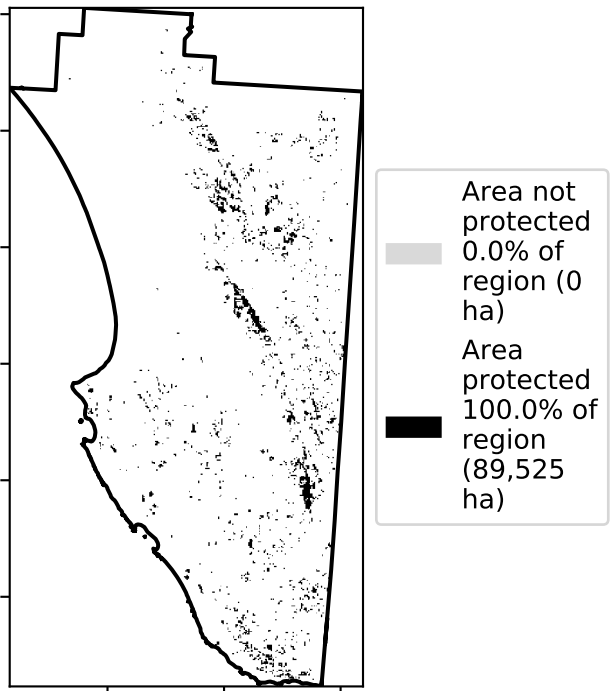 Area not
protected
0.0% of
region (0
ha)
Area
protected
100.0% of
region
(89,525
ha)